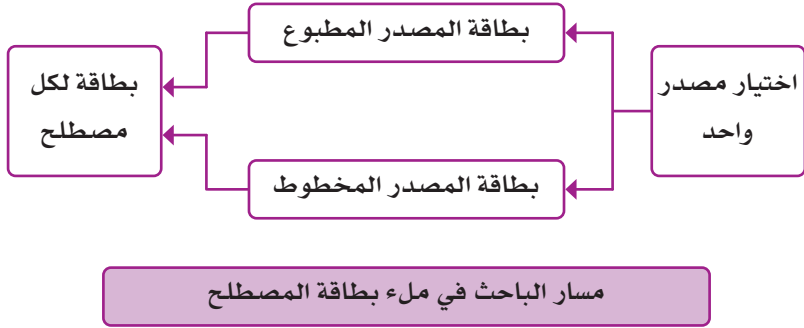 اختيار مصدر
واحد
بطاقة المصدر المطبوع
بطاقة المصدر المخطوط
بطاقة لكل
مصطلح
مسار الباحث في ملء بطاقة المصطلح